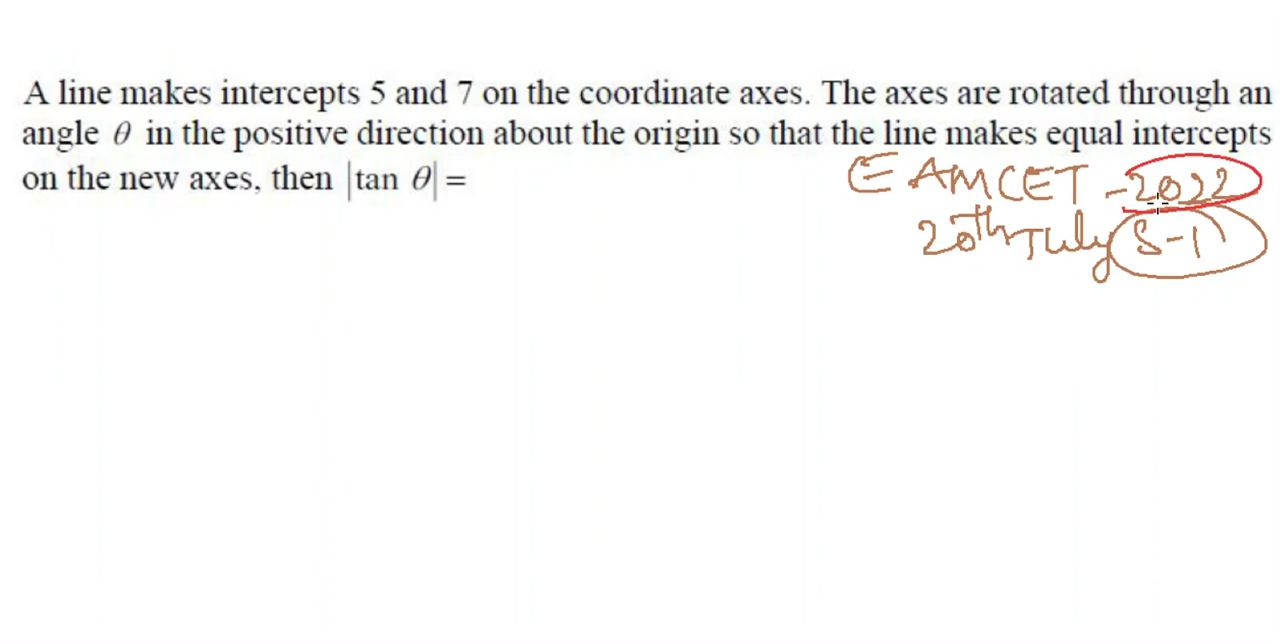 A line makes intercepts 5 and 7 on the coordinate axes. The axes are rotated through an
angle θ in the positive direction about the origin so that the line makes equal intercepts
on the new axes, then |tan θ| =
EAMCET - 2022
20th July S-1